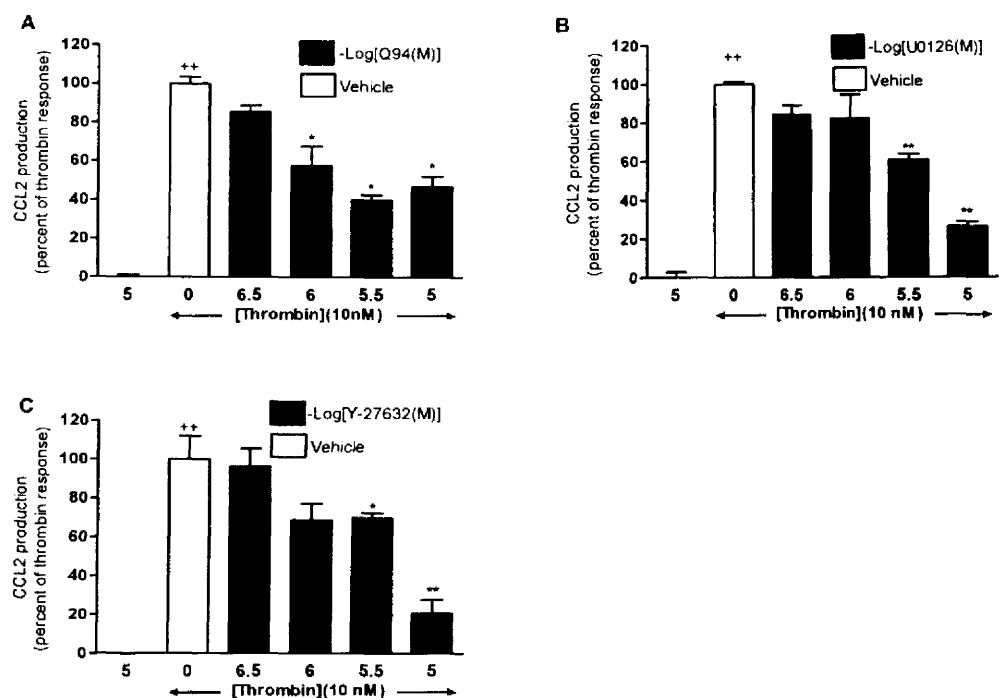 A
-Log[Q94(M)]
Vehicle
CCL2 production
(percent of thrombin response)
120
100
80
60
40
20
0
++
*
*
*
5 0 6.5 6 5.5 5
[Thrombin](10nM)
B
-Log[U0126(M)]
Vehicle
CCL2 production
(percent of thrombin response)
120
100
80
60
40
20
0
++
**
**
5 0 6.5 6 5.5 5
[Thrombin](10 nM)
C
-Log[Y-27632(M)]
Vehicle
CCL2 production
(percent of thrombin response)
120
100
80
60
40
20
0
++
*
**
5 0 6.5 6 5.5 5
[Thrombin](10 nM)